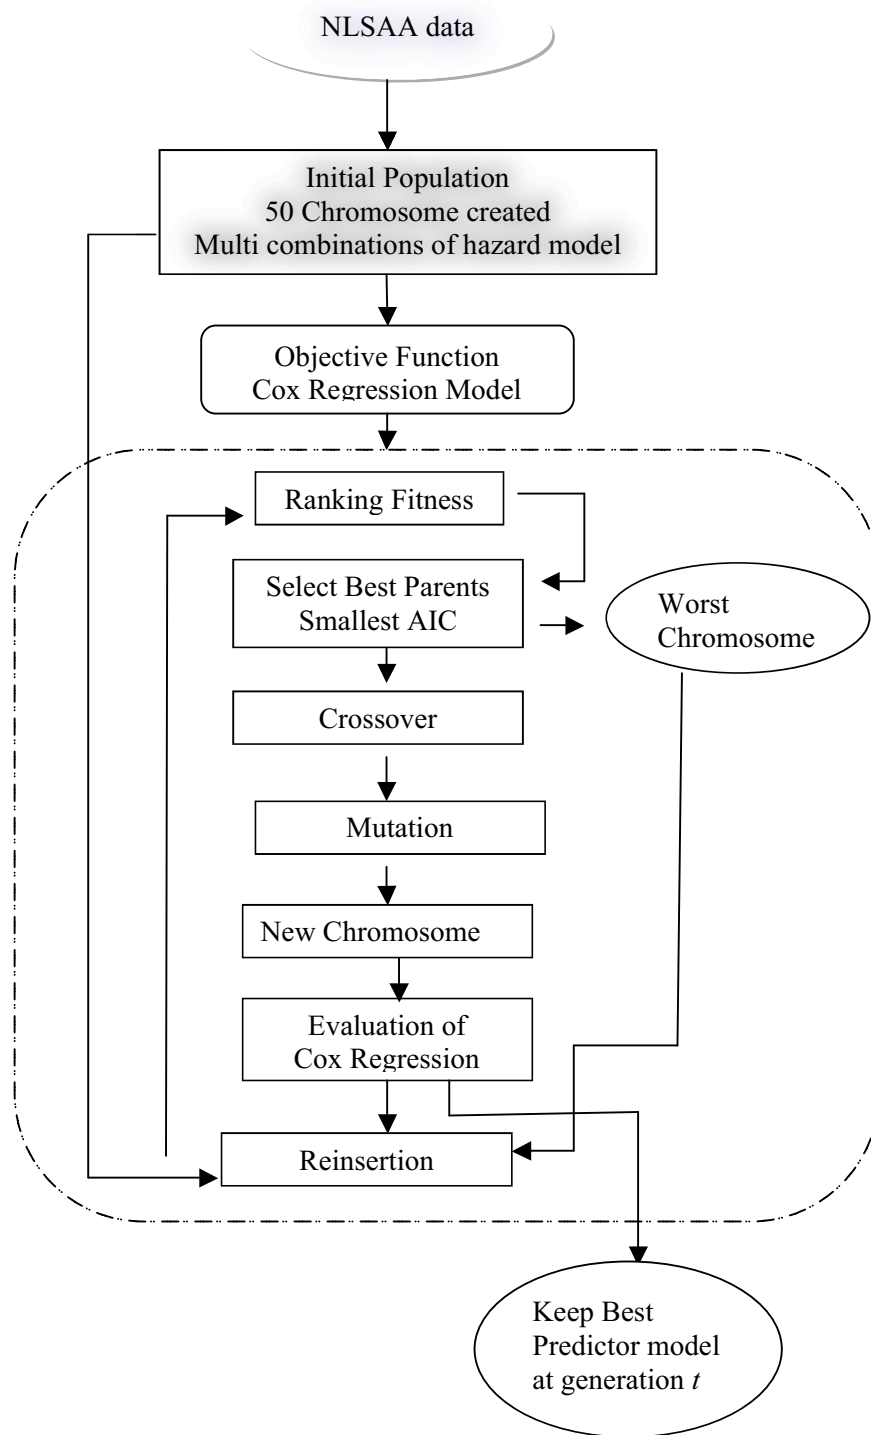 NLSAA data
Initial Population
50 Chromosome created
Multi combinations of hazard model
Objective Function
Cox Regression Model
Ranking Fitness
Select Best Parents
Smallest AIC
Worst
Chromosome
Crossover
Mutation
New Chromosome
Evaluation of
Cox Regression
Reinsertion
Keep Best
Predictor model
at generation t